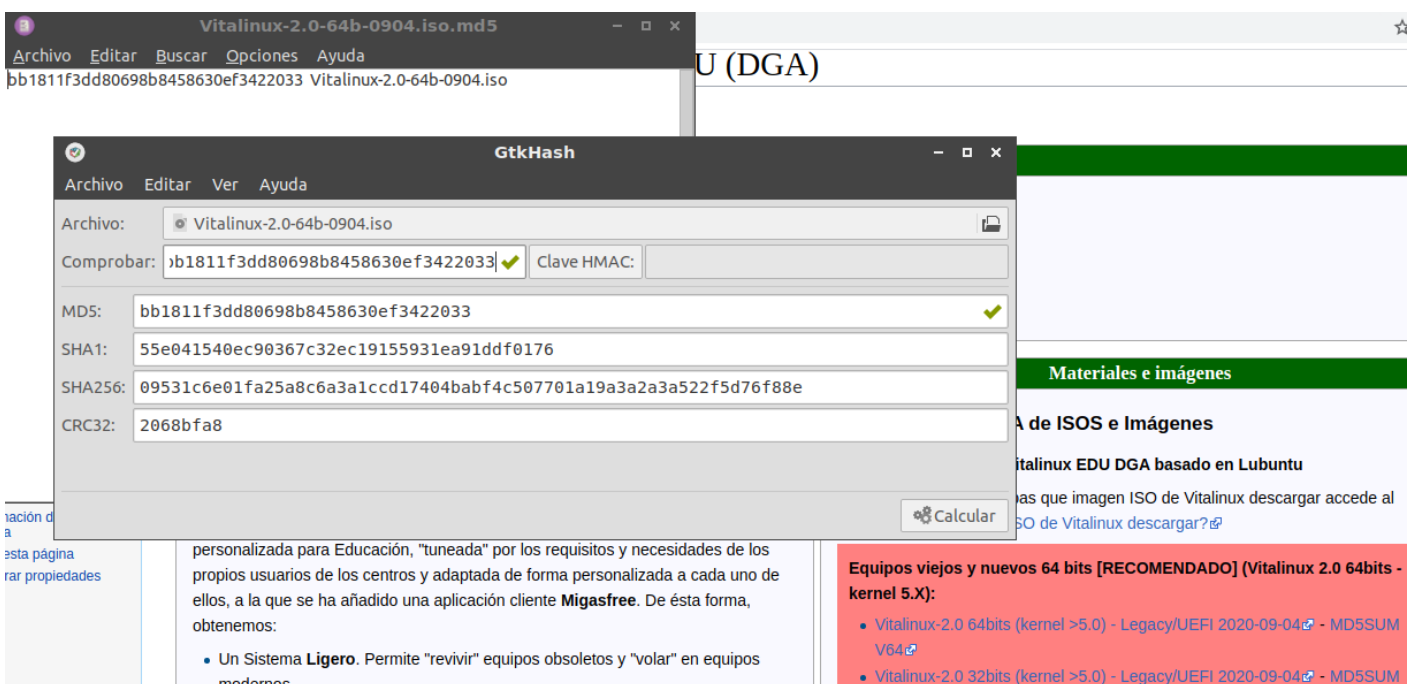 Vitalinux-2.0-64b-0904.iso.md5
Archivo Editar Buscar Opciones Ayuda
bb1811f3dd80698b8458630ef3422033 Vitalinux-2.0-64b-0904.iso
U (DGA)
GtkHash
Archivo Editar Ver Ayuda
Archivo: Vitalinux-2.0-64b-0904.iso
Comprobar: bb1811f3dd80698b8458630ef3422033 Clave HMAC:
MD5: bb1811f3dd80698b8458630ef3422033
SHA1: 55e041540ec90367c32ec19155931ea91ddf0176
SHA256: 09531c6e01fa25a8c6a3a1ccd17404babf4c507701a19a3a2a3a522f5d76f88e
CRC32: 2068bfa8
Calcular
mación d
a
esta página
rar propiedades
personalizada para Educación, "tuneada" por los requisitos y necesidades de los
propios usuarios de los centros y adaptada de forma personalizada a cada uno de
ellos, a la que se ha añadido una aplicación cliente Migasfree. De ésta forma,
obtenemos:
• Un Sistema Ligero. Permite "revivir" equipos obsoletos y "volar" en equipos
modernos
Materiales e imágenes
A de ISOS e Imágenes
italinux EDU DGA basado en Lubuntu
bas que imagen ISO de Vitalinux descargar accede al
SO de Vitalinux descargar?
Equipos viejos y nuevos 64 bits [RECOMENDADO] (Vitalinux 2.0 64bits -
kernel 5.X):
• Vitalinux-2.0 64bits (kernel >5.0) - Legacy/UEFI 2020-09-04 - MD5SUM
V64
• Vitalinux-2.0 32bits (kernel >5.0) - Legacy/UEFI 2020-09-04 - MD5SUM